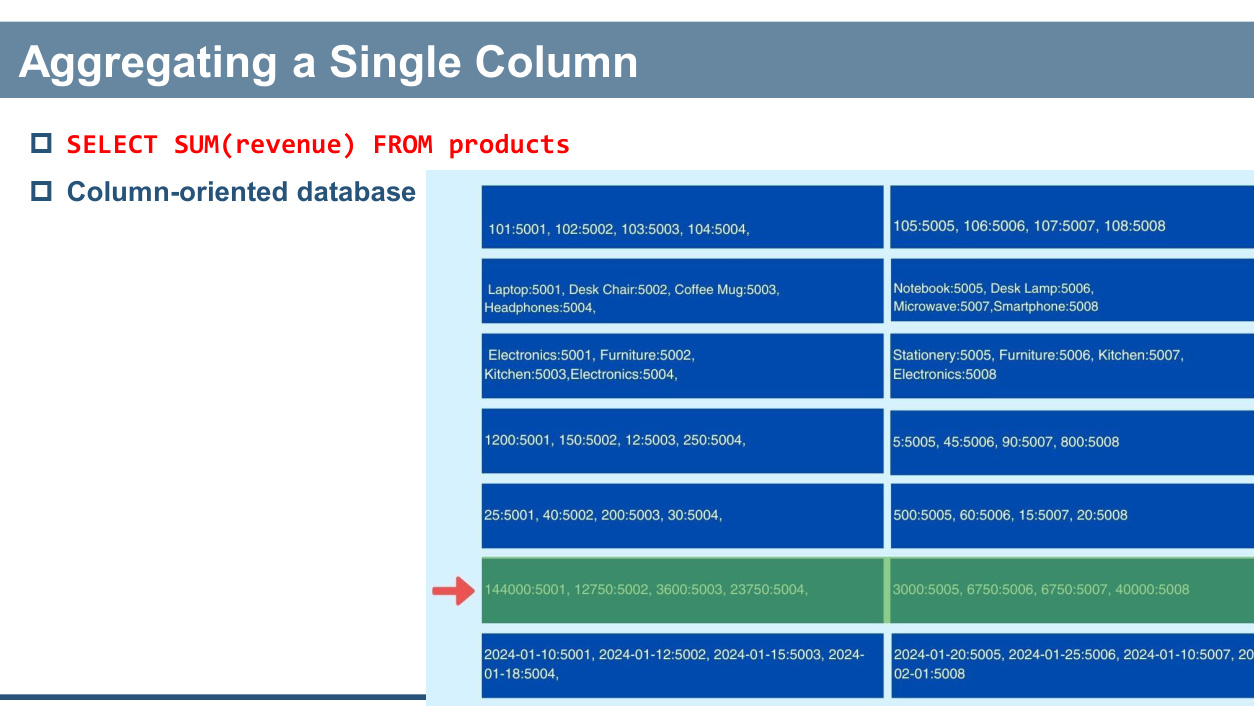 Aggregating a Single Column
SELECT SUM(revenue) FROM products
Column-oriented database
101:5001, 102:5002, 103:5003, 104:5004,
105:5005, 106:5006, 107:5007, 108:5008
Laptop:5001, Desk Chair:5002, Coffee Mug:5003,
Headphones:5004,
Notebook:5005, Desk Lamp:5006,
Microwave:5007,Smartphone:5008
Electronics:5001, Furniture:5002,
Kitchen:5003,Electronics:5004,
Stationery:5005, Furniture:5006, Kitchen:5007,
Electronics:5008
1200:5001, 150:5002, 12:5003, 250:5004,
5:5005, 45:5006, 90:5007, 800:5008
25:5001, 40:5002, 200:5003, 30:5004,
500:5005, 60:5006, 15:5007, 20:5008
144000:5001, 12750:5002, 3600:5003, 23750:5004,
3000:5005, 6750:5006, 6750:5007, 40000:5008
2024-01-10:5001, 2024-01-12:5002, 2024-01-15:5003, 2024-
01-18:5004,
2024-01-20:5005, 2024-01-25:5006, 2024-01-10:5007, 20
02-01:5008